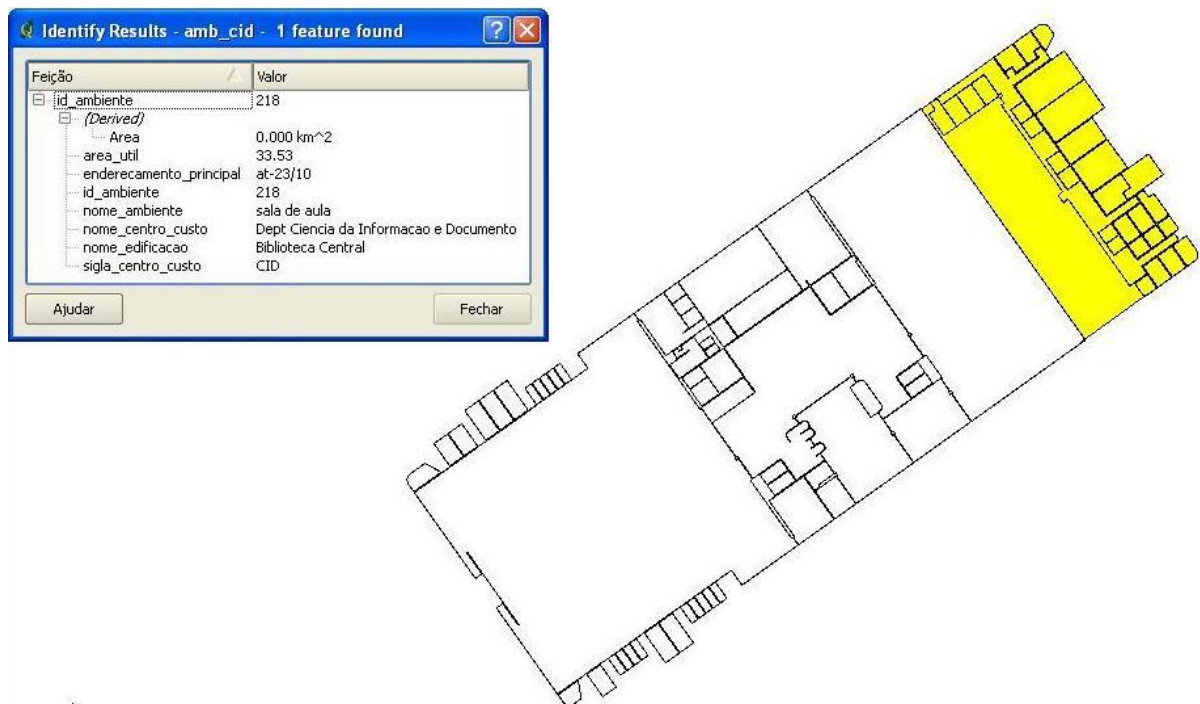 Identify Results - amb_cid - 1 feature found
Feição Valor
id_ambiente 218
(Derived)
Area 0.000 km^2
area_util 33.53
enderecamento_principal at-23/10
id_ambiente 218
nome_ambiente sala de aula
nome_centro_custo Dept Ciencia da Informacao e Documento
nome_edificacao Biblioteca Central
sigla_centro_custo CID
Ajudar Fechar